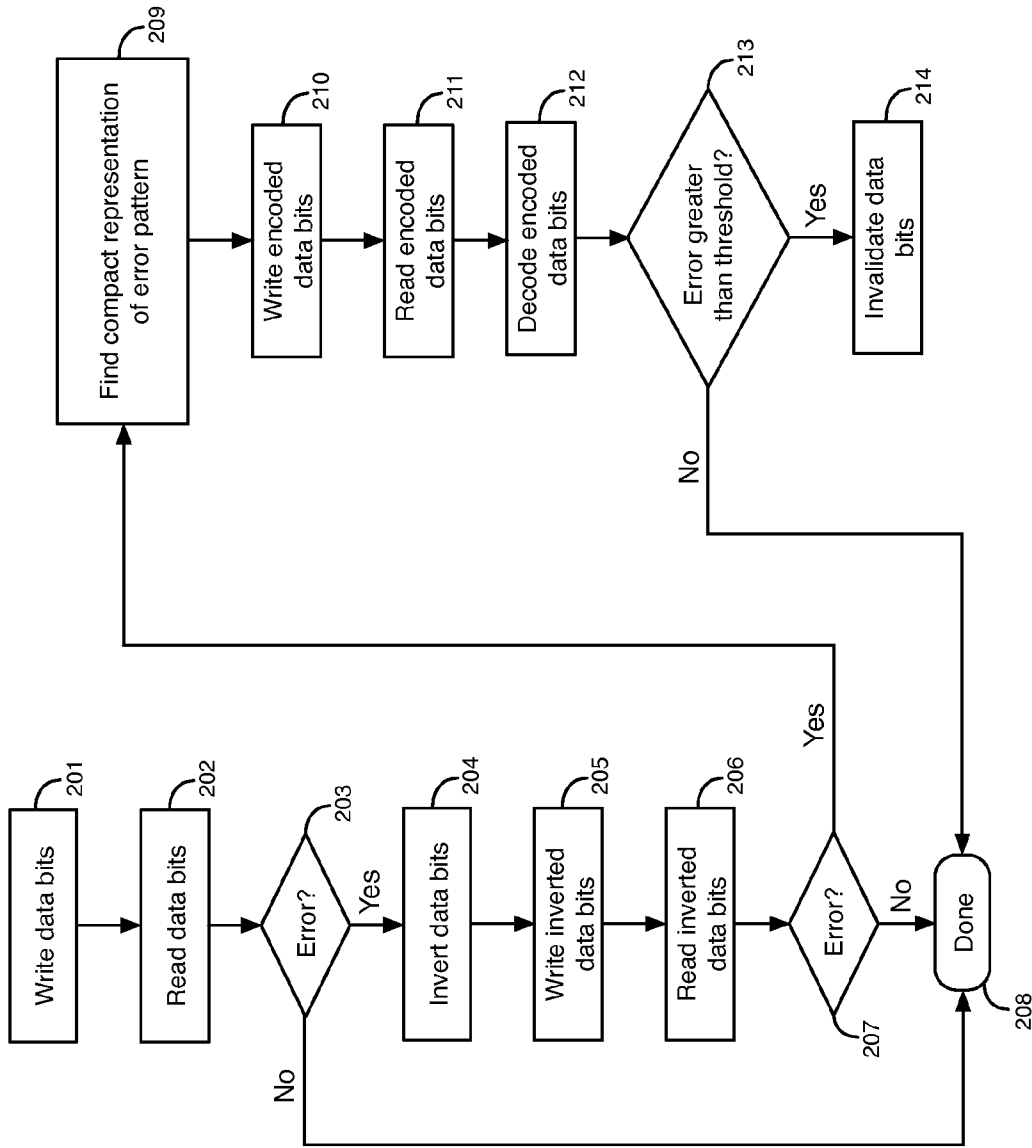 Write data bits
201
Read data bits
202
Error?
203
No
Yes
Invert data bits
204
Write inverted
data bits
205
Read inverted
data bits
206
Error?
207
Yes
No
Done
208
Find compact representation
of error pattern
209
Write encoded
data bits
210
Read encoded
data bits
211
Decode encoded
data bits
212
Error greater
than threshold?
213
No
Yes
Invalidate data
bits
214